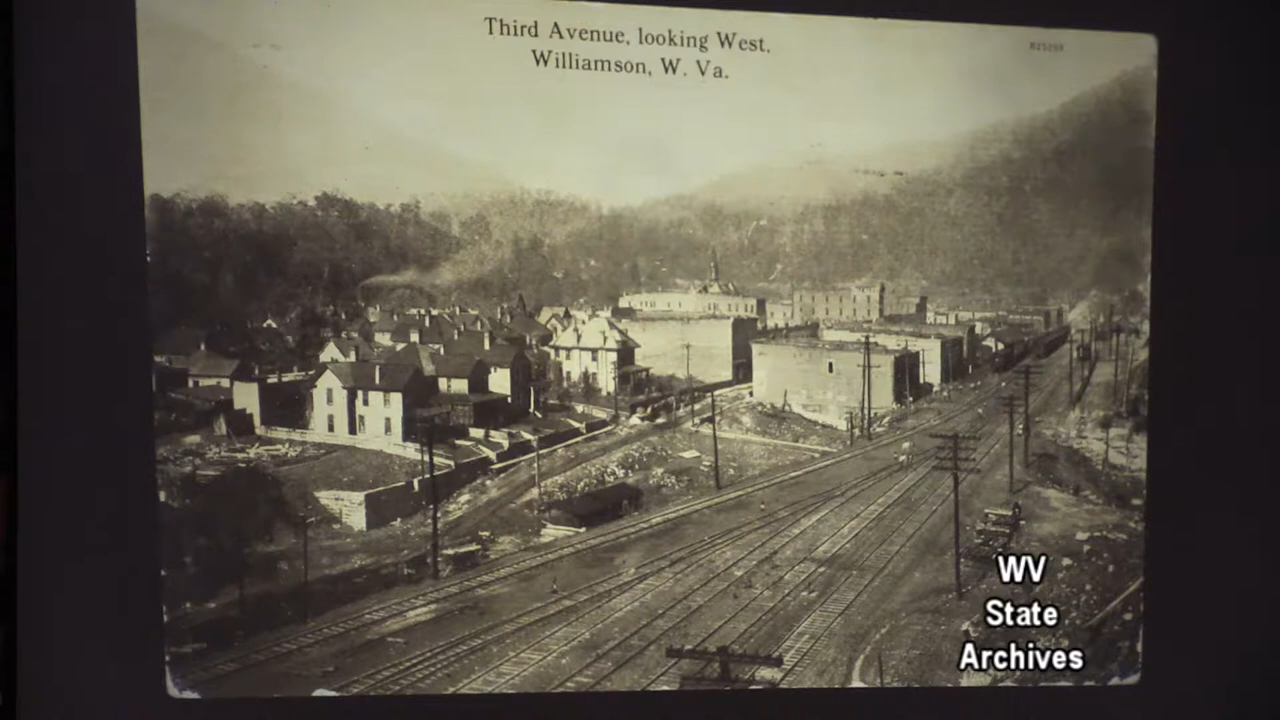 Third Avenue, looking West.
Williamson, W. Va.
WV
State
Archives